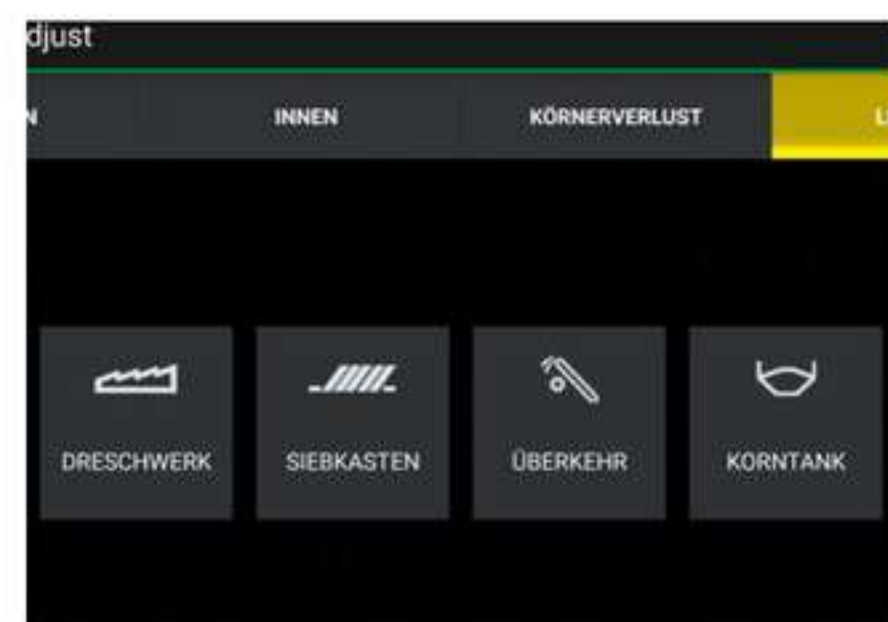 djust
N INNEN KÖRNERVERLUST
DRESCHWERK SIEBKASTEN ÜBERKEHR KORNTANK